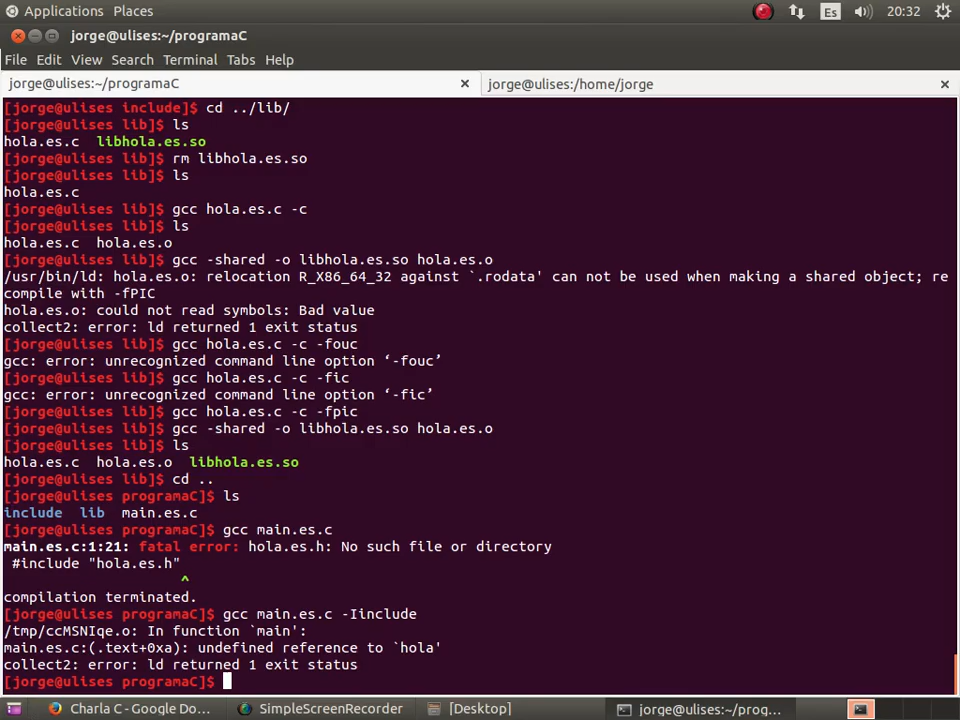 Applications Places
Es 20:32
jorge@ulises:~/programaC
File Edit View Search Terminal Tabs Help
jorge@ulises:~/programaC × jorge@ulises:/home/jorge ×
[jorge@ulises include]$ cd ../lib/
[jorge@ulises lib]$ ls
hola.es.c  libhola.es.so
[jorge@ulises lib]$ rm libhola.es.so
[jorge@ulises lib]$ ls
hola.es.c
[jorge@ulises lib]$ gcc hola.es.c -c
[jorge@ulises lib]$ ls
hola.es.c  hola.es.o
[jorge@ulises lib]$ gcc -shared -o libhola.es.so hola.es.o
/usr/bin/ld: hola.es.o: relocation R_X86_64_32 against `.rodata' can not be used when making a shared object; re
compile with -fPIC
hola.es.o: could not read symbols: Bad value
collect2: error: ld returned 1 exit status
[jorge@ulises lib]$ gcc hola.es.c -c -fouc
gcc: error: unrecognized command line option ‘-fouc’
[jorge@ulises lib]$ gcc hola.es.c -c -fic
gcc: error: unrecognized command line option ‘-fic’
[jorge@ulises lib]$ gcc hola.es.c -c -fpic
[jorge@ulises lib]$ gcc -shared -o libhola.es.so hola.es.o
[jorge@ulises lib]$ ls
hola.es.c  hola.es.o  libhola.es.so
[jorge@ulises lib]$ cd ..
[jorge@ulises programaC]$ ls
include  lib  main.es.c
[jorge@ulises programaC]$ gcc main.es.c
main.es.c:1:21: fatal error: hola.es.h: No such file or directory
 #include "hola.es.h"
                     ^
compilation terminated.
[jorge@ulises programaC]$ gcc main.es.c -Iinclude
/tmp/ccMSNIqe.o: In function `main':
main.es.c:(.text+0xa): undefined reference to `hola'
collect2: error: ld returned 1 exit status
[jorge@ulises programaC]$
Charla C - Google Do... SimpleScreenRecorder [Desktop] jorge@ulises:~/prog...